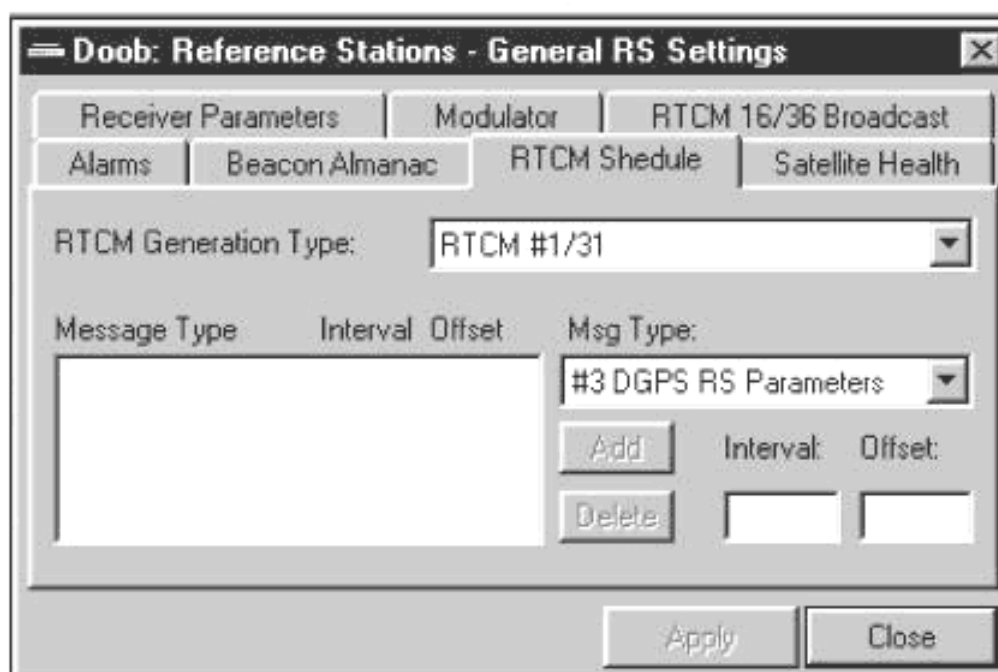 Doob: Reference Stations - General RS Settings
Receiver Parameters Modulator RTCM 16/36 Broadcast
Alarms Beacon Almanac RTCM Shedule Satellite Health
RTCM Generation Type: RTCM #1/31
Message Type Interval Offset Msg Type:
#3 DGPS RS Parameters
Add Interval: Offset:
Delete
Apply Close